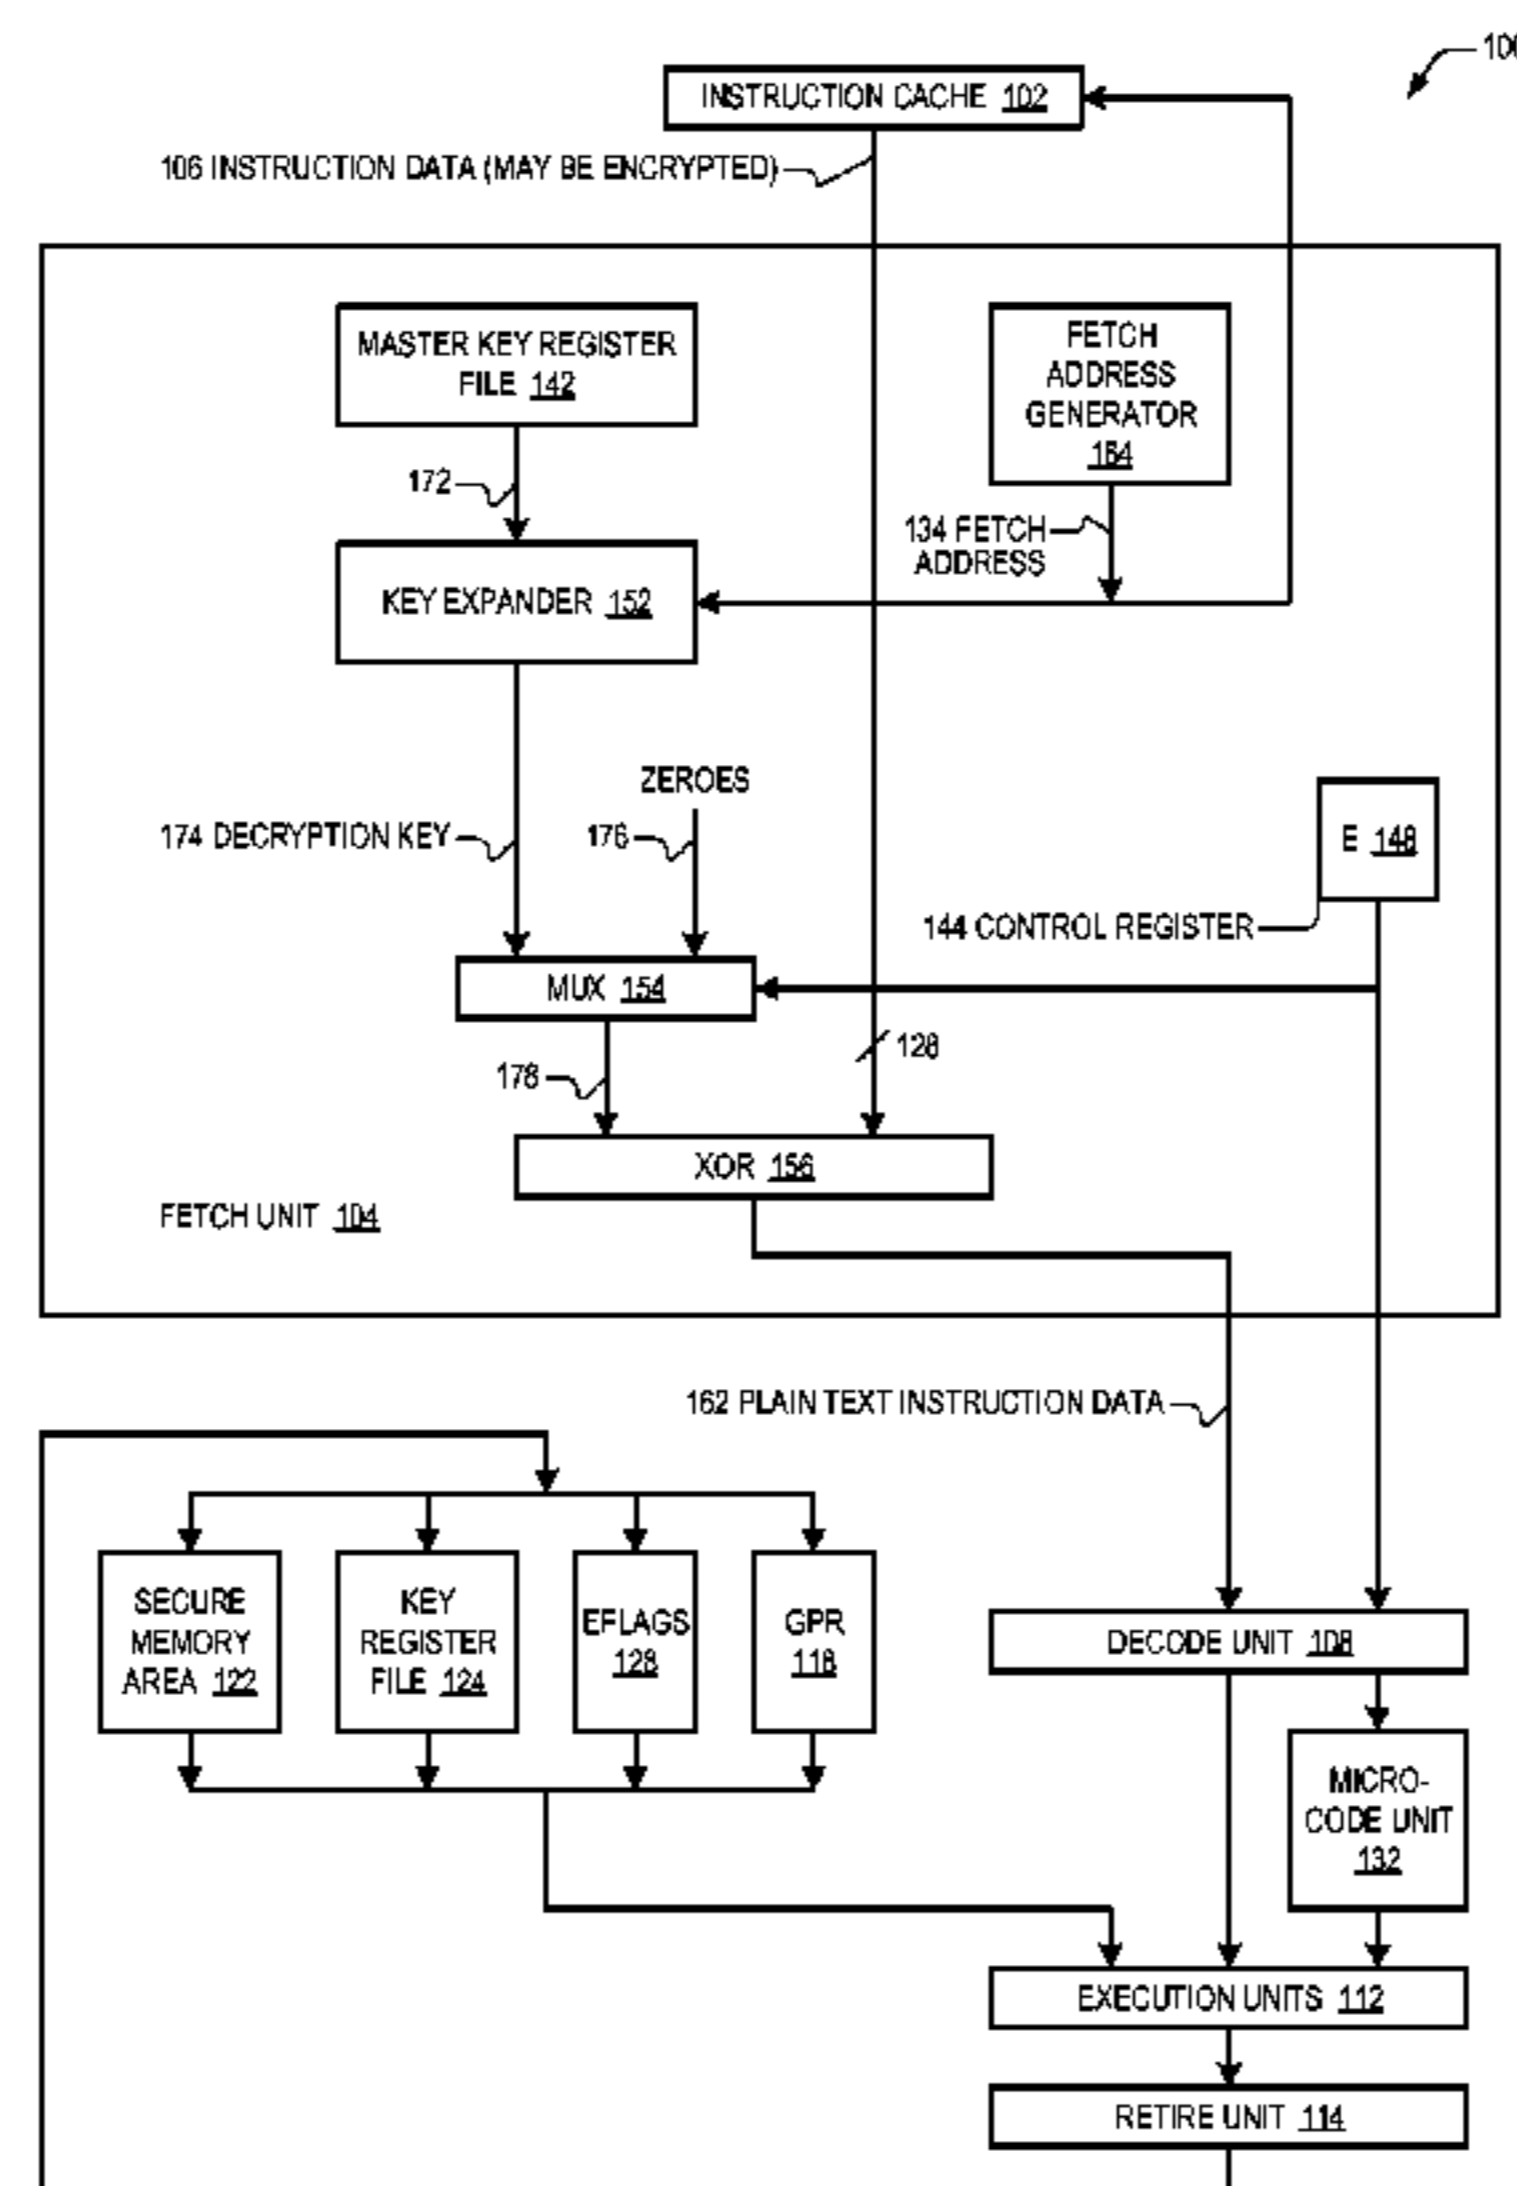 100
INSTRUCTION CACHE 102
106 INSTRUCTION DATA (MAY BE ENCRYPTED)
MASTER KEY REGISTER
FILE 142
FETCH
ADDRESS
GENERATOR
164
172
134 FETCH
ADDRESS
KEY EXPANDER 152
ZEROES
174 DECRYPTION KEY
176
E 148
144 CONTROL REGISTER
MUX 154
128
178
XOR 156
FETCH UNIT 104
162 PLAIN TEXT INSTRUCTION DATA
SECURE
MEMORY
AREA 122
KEY
REGISTER
FILE 124
EFLAGS
128
GPR
118
DECODE UNIT 108
MICRO-
CODE UNIT
132
EXECUTION UNITS 112
RETIRE UNIT 114